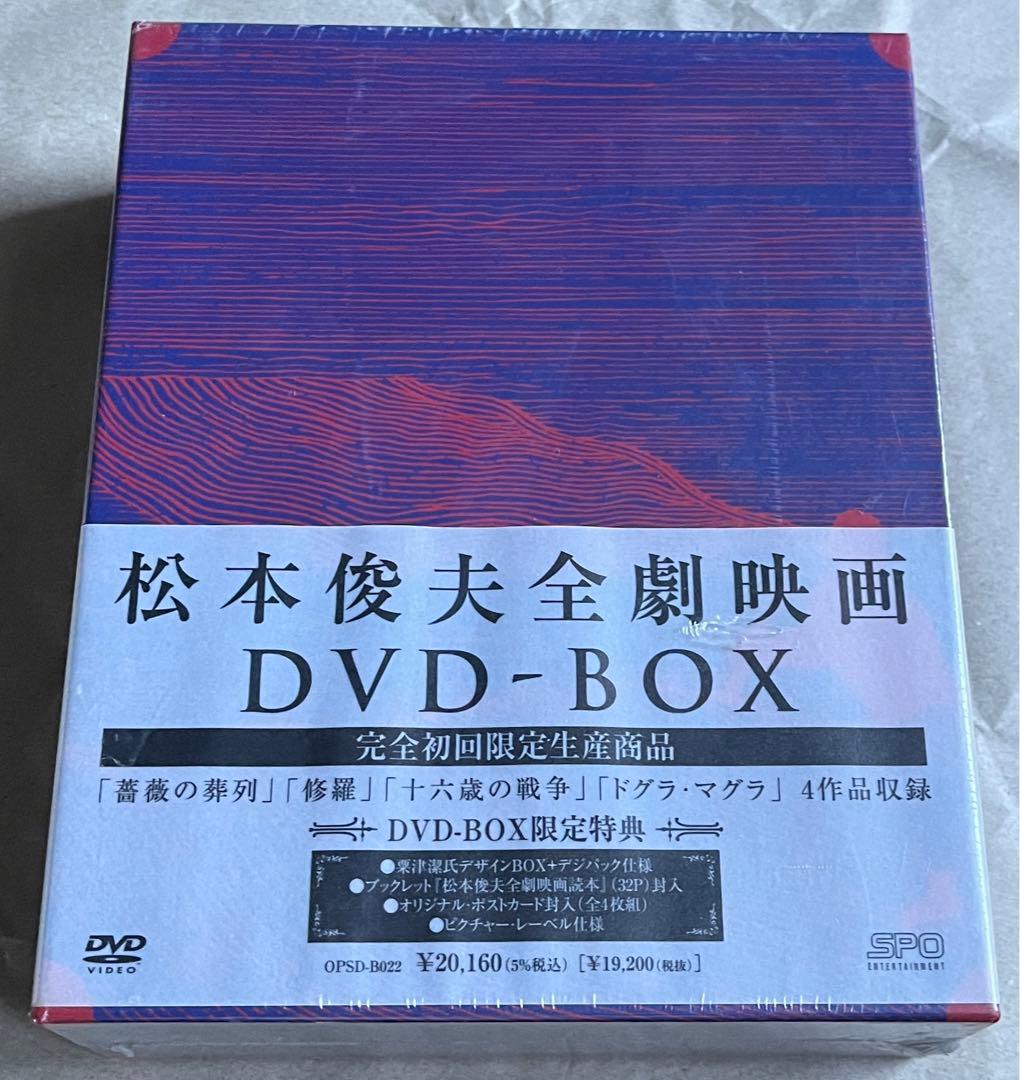 松本俊夫全劇映画
DVD-BOX
完全初回限定生産商品
「薔薇の葬列」「修羅」「十六歳の戦争」「ドグラ・マグラ」 4作品収録
DVD-BOX限定特典
●粟津潔氏デザインBOX+デジパック仕様
●ブックレット『松本俊夫全劇映画読本』(32P)封入
●オリジナル・ポストカード封入(全4枚組)
●ピクチャー・レーベル仕様
DVD
VIDEO™
OPSD-B022 ¥20,160(5%税込) [¥19,200(税抜)]
SPO
ENTERTAINMENT